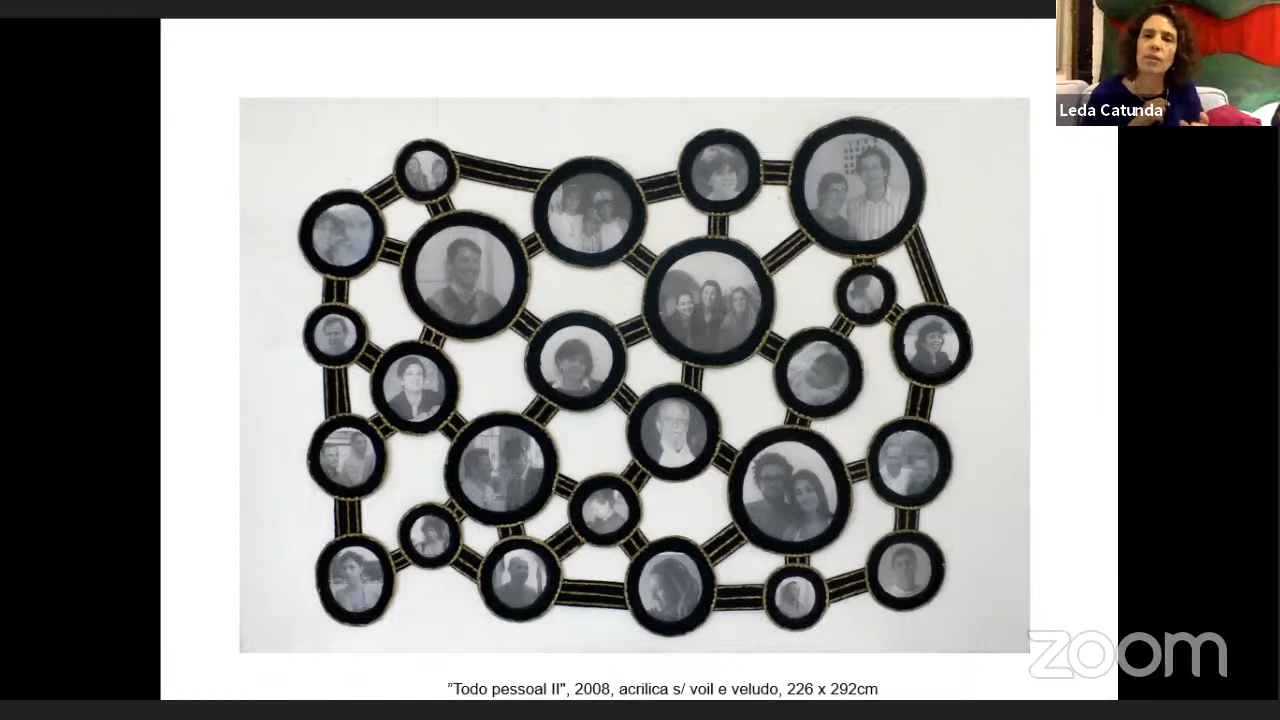 Leda Catunda
zoom
"Todo pessoal II", 2008, acrilica s/ voil e veludo, 226 x 292cm